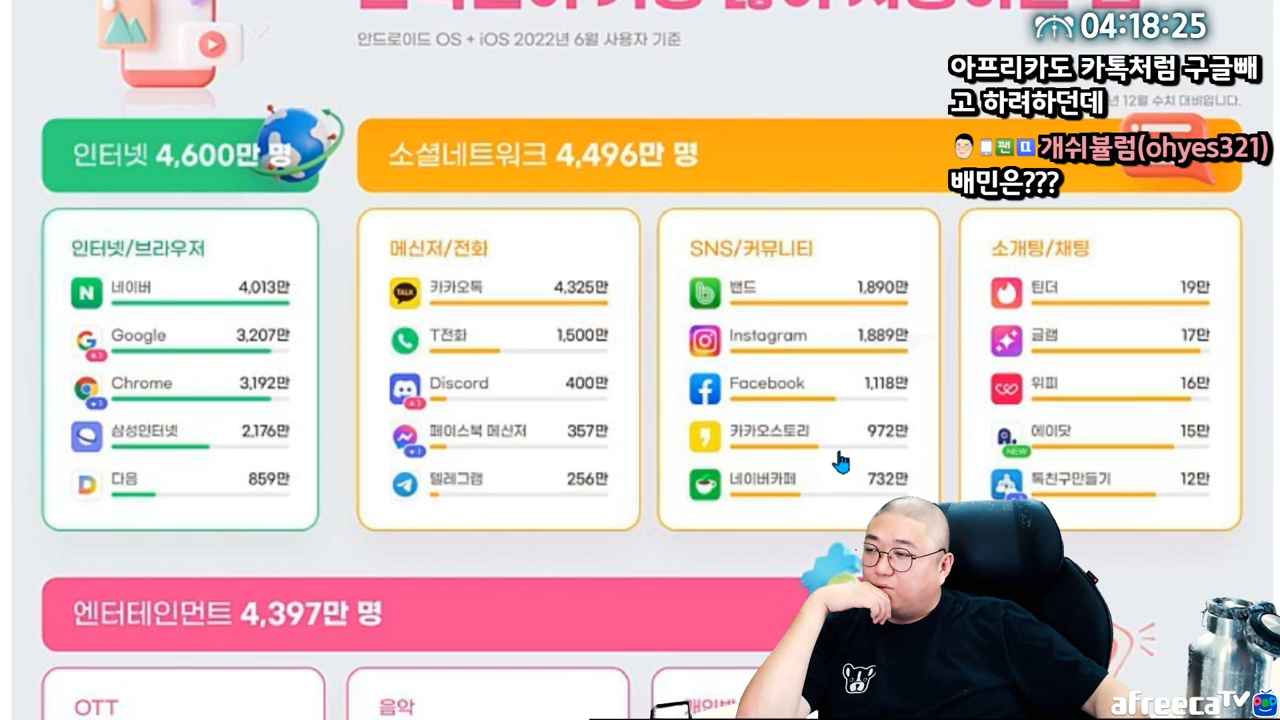 안드로이드 OS + iOS 2022년 6월 사용자 기준
04:18:25
아프리카도 카톡처럼 구글빼
고 하려하던데
12월 수치 대비입니다.
팬
개쉬뷸럼(ohyes321)
배민은???
인터넷 4,600만 명
소셜네트워크 4,496만 명
인터넷/브라우저
네이버 4,013만
Google 3,207만
Chrome 3,192만
삼성인터넷 2,176만
다음 859만
메신저/전화
카카오톡 4,325만
T전화 1,500만
Discord 400만
페이스북 메신저 357만
텔레그램 256만
SNS/커뮤니티
밴드 1,890만
Instagram 1,889만
Facebook 1,118만
카카오스토리 972만
네이버카페 732만
소개팅/채팅
틴더 19만
글램 17만
위피 16만
에이닷 15만
NEW
톡친구만들기 12만
엔터테인먼트 4,397만 명
OTT
음악
afreecaTV